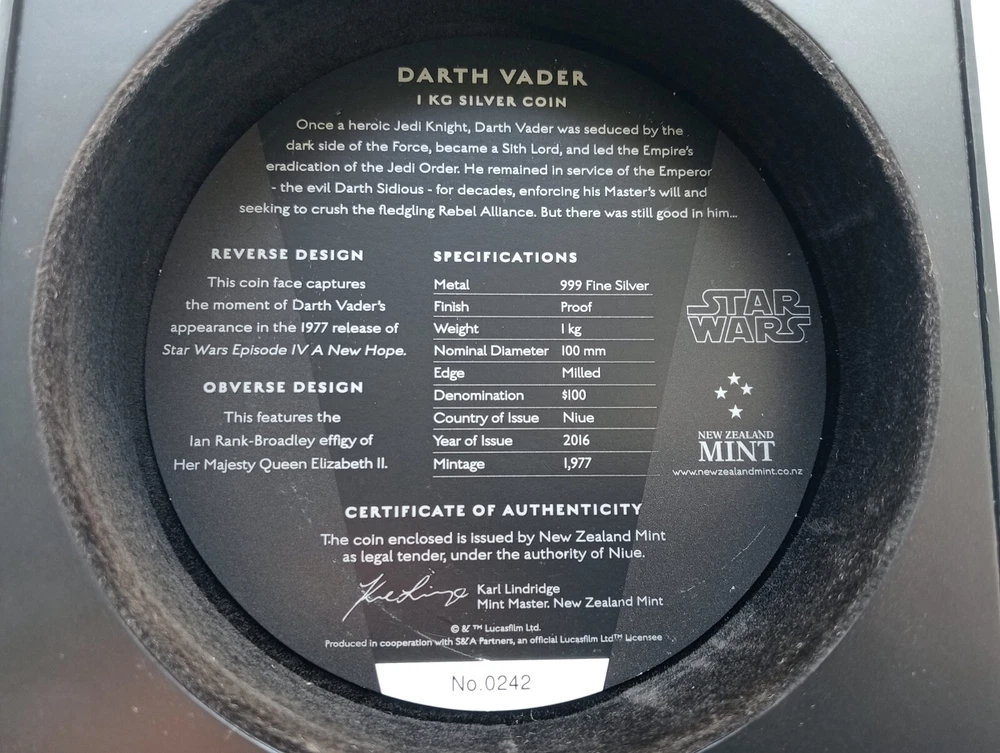 DARTH VADER
1 KG SILVER COIN
Once a heroic Jedi Knight, Darth Vader was seduced by the
dark side of the Force, became a Sith Lord, and led the Empire's
eradication of the Jedi Order. He remained in service of the Emperor
- the evil Darth Sidious - for decades, enforcing his Master's will and
seeking to crush the fledgling Rebel Alliance. But there was still good in him...
REVERSE DESIGN
This coin face captures
the moment of Darth Vader's
appearance in the 1977 release of
Star Wars Episode IV A New Hope.
OBVERSE DESIGN
This features the
Ian Rank-Broadley effigy of
Her Majesty Queen Elizabeth II.
SPECIFICATIONS
Metal 999 Fine Silver
Finish Proof
Weight 1 kg
Nominal Diameter 100 mm
Edge Milled
Denomination $100
Country of Issue Niue
Year of Issue 2016
Mintage 1,977
STAR
WARS
NEW ZEALAND
MINT
www.newzealandmint.co.nz
CERTIFICATE OF AUTHENTICITY
The coin enclosed is issued by New Zealand Mint
as legal tender, under the authority of Niue.
Karl Lindridge
Mint Master. New Zealand Mint
© & ™ Lucasfilm Ltd.
Produced in cooperation with S&A Partners, an official Lucasfilm Ltd™ Licensee
No.0242